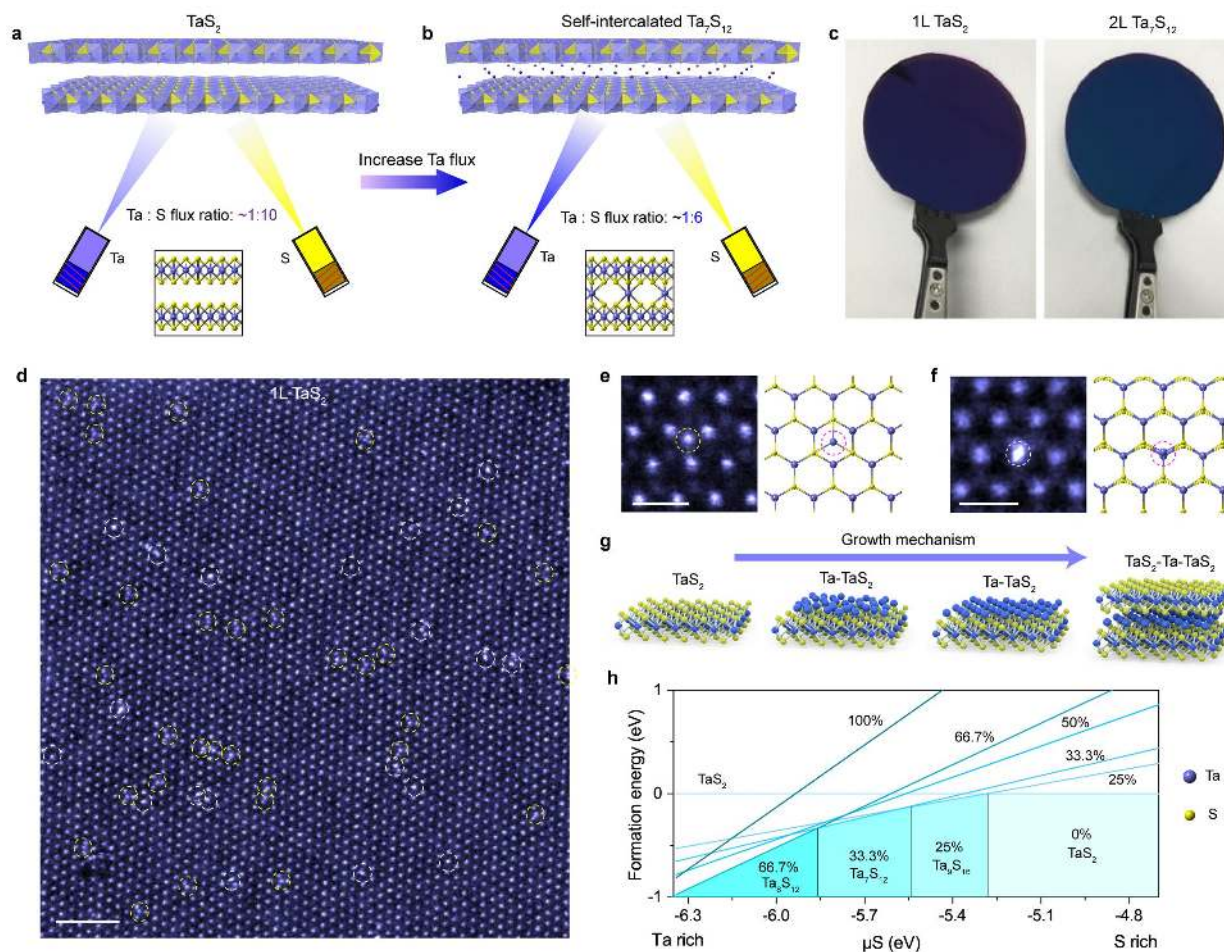 TaS2
Self-intercalated Ta7S12
1L TaS2
2L Ta7S12
a
b
c
Increase Ta flux
Ta : S flux ratio: ~1:10
Ta : S flux ratio: ~1:6
Ta
S
Ta
S
d
1L TaS2
e
f
g
Growth mechanism
TaS2
Ta-TaS2
Ta-TaS2
TaS2-Ta-TaS2
h
Formation energy (eV)
1
0
-1
100%
66.7%
50%
33.3%
25%
TaS2
66.7%
Ta8S12
33.3%
Ta7S12
25%
Ta9S16
0%
TaS2
Ta
S
-6.3
-6.0
-5.7
-5.4
-5.1
-4.8
Ta rich
µS (eV)
S rich